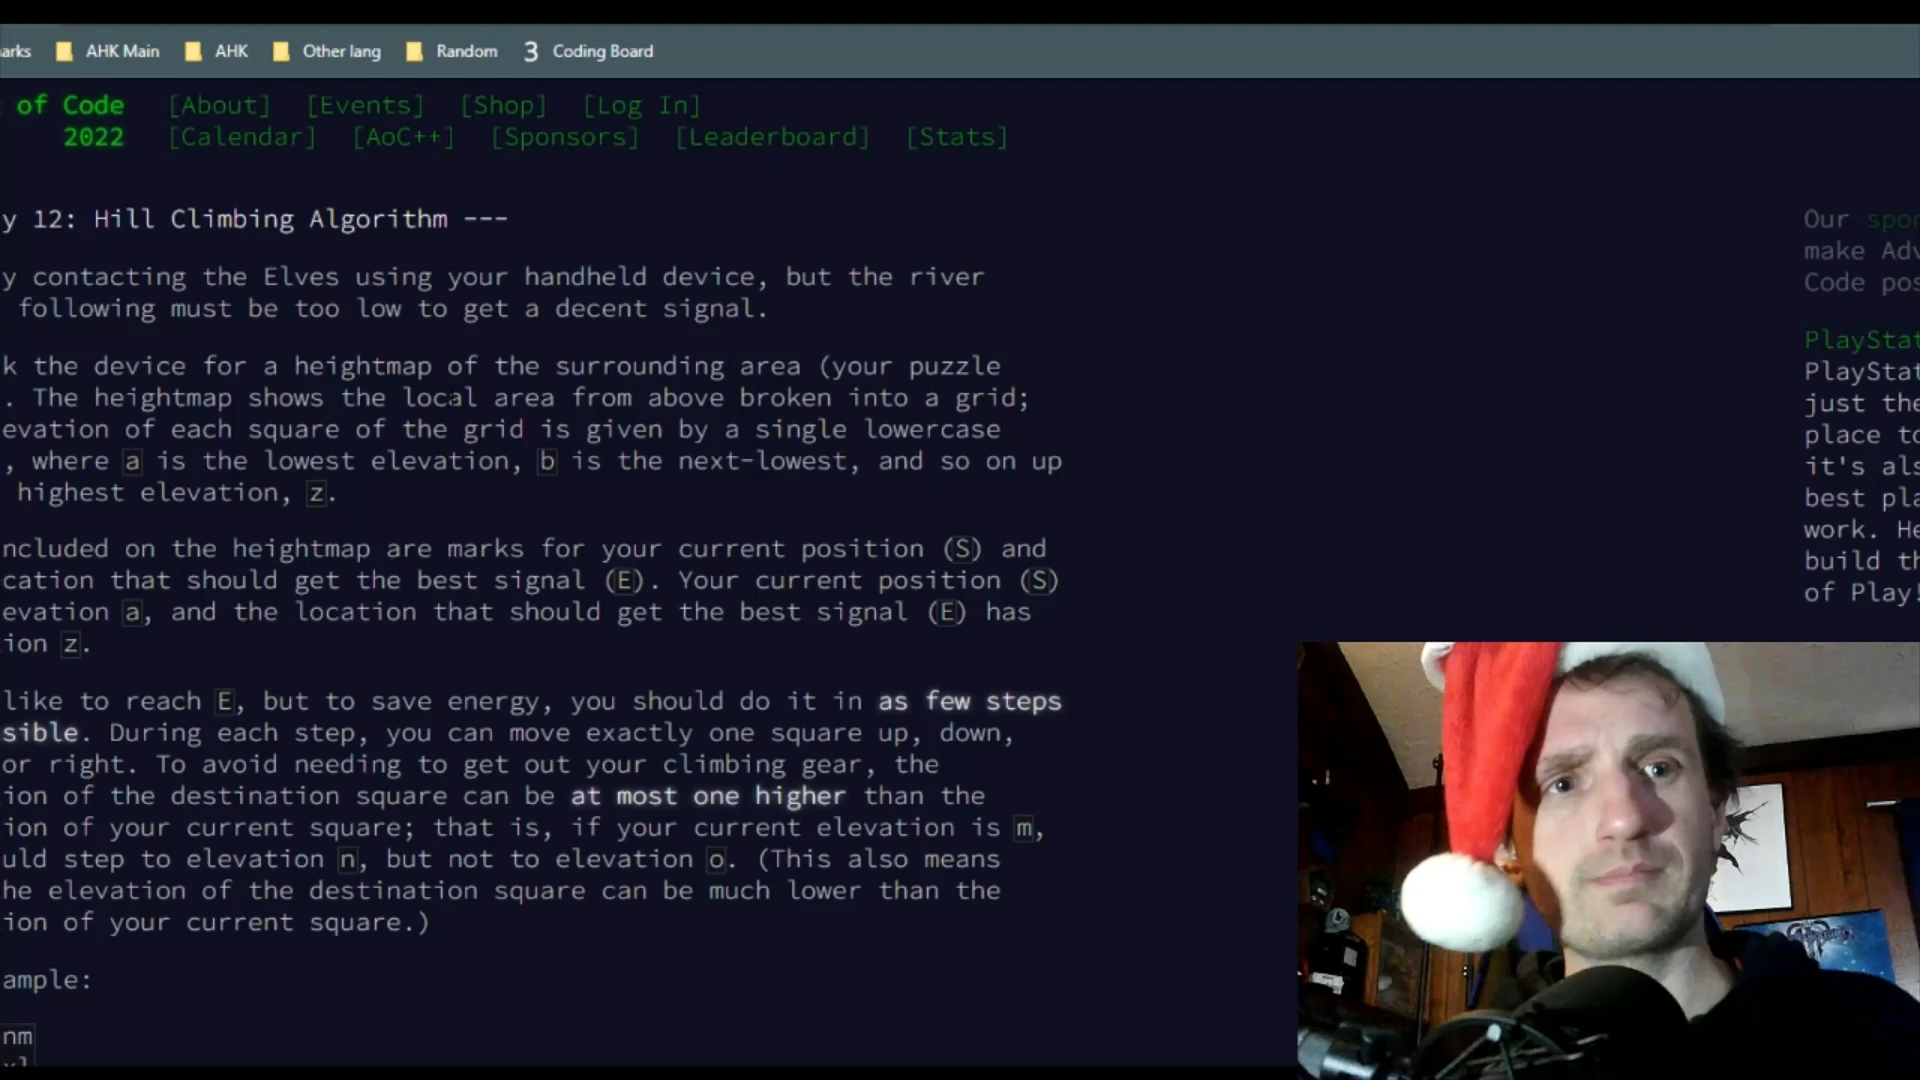 arks AHK Main AHK Other lang Random 3 Coding Board
of Code [About] [Events] [Shop] [Log In]
2022 [Calendar] [AoC++] [Sponsors] [Leaderboard] [Stats]
y 12: Hill Climbing Algorithm ---
y contacting the Elves using your handheld device, but the river
following must be too low to get a decent signal.
k the device for a heightmap of the surrounding area (your puzzle
. The heightmap shows the local area from above broken into a grid;
evation of each square of the grid is given by a single lowercase
, where a is the lowest elevation, b is the next-lowest, and so on up
highest elevation, z.
ncluded on the heightmap are marks for your current position (S) and
cation that should get the best signal (E). Your current position (S)
evation a, and the location that should get the best signal (E) has
ion z.
like to reach E, but to save energy, you should do it in as few steps
sible. During each step, you can move exactly one square up, down,
or right. To avoid needing to get out your climbing gear, the
ion of the destination square can be at most one higher than the
ion of your current square; that is, if your current elevation is m,
uld step to elevation n, but not to elevation o. (This also means
he elevation of the destination square can be much lower than the
ion of your current square.)
ample:
nm
Our spon
make Adv
Code pos
PlayStat
PlayStat
just the
place to
it's als
best pla
work. He
build th
of Play!